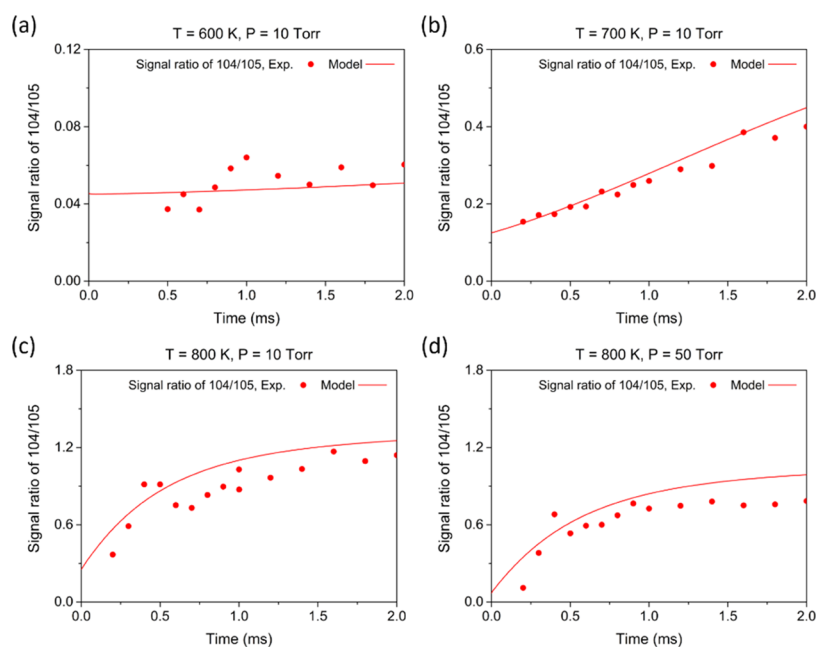 (a)
T = 600 K, P = 10 Torr
Signal ratio of 104/105, Exp. Model
Signal ratio of 104/105
0.12
0.08
0.04
0.00
0.0 0.5 1.0 1.5 2.0
Time (ms)
(b)
T = 700 K, P = 10 Torr
Signal ratio of 104/105, Exp. Model
Signal ratio of 104/105
0.6
0.4
0.2
0.0
0.0 0.5 1.0 1.5 2.0
Time (ms)
(c)
T = 800 K, P = 10 Torr
Signal ratio of 104/105, Exp. Model
Signal ratio of 104/105
1.8
1.2
0.6
0.0
0.0 0.5 1.0 1.5 2.0
Time (ms)
(d)
T = 800 K, P = 50 Torr
Signal ratio of 104/105, Exp. Model
Signal ratio of 104/105
1.8
1.2
0.6
0.0
0.0 0.5 1.0 1.5 2.0
Time (ms)